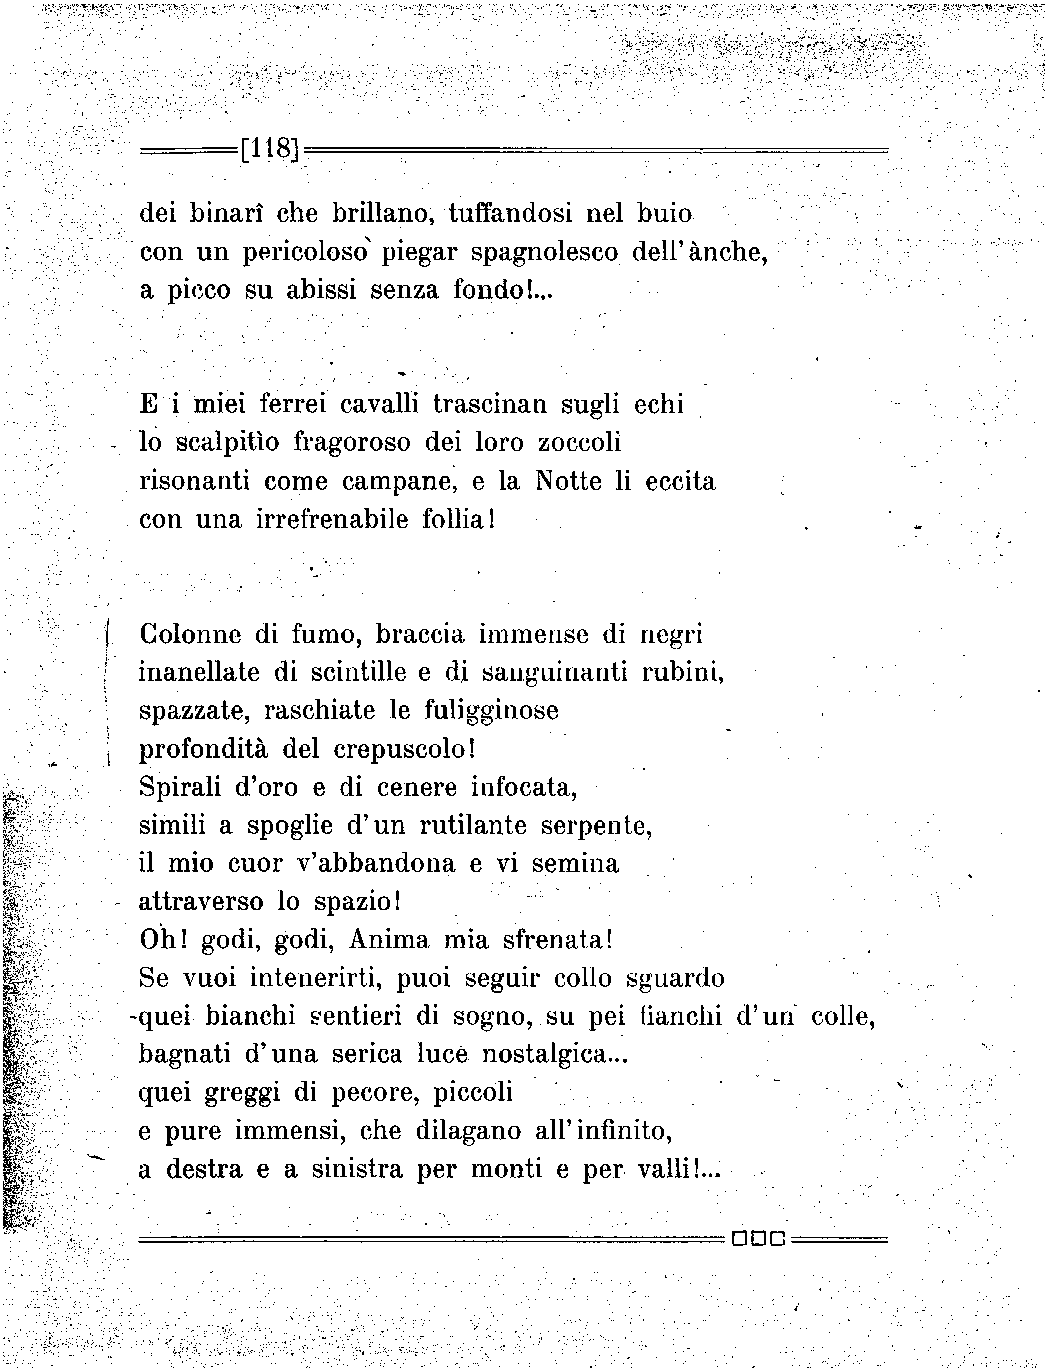 [118]
dei binarî che brillano, tuffandosi nel buio
con un pericoloso piegar spagnolesco dell'ànche,
a picco su abissi senza fondo!...
E i miei ferrei cavalli trascinan sugli echi
lo scalpitìo fragoroso dei loro zoccoli
risonanti come campane, e la Notte li eccita
con una irrefrenabile follia!
Colonne di fumo, braccia immense di negri
inanellate di scintille e di sanguinanti rubini,
spazzate, raschiate le fuligginose
profondità del crepuscolo!
Spirali d'oro e di cenere infocata,
simili a spoglie d'un rutilante serpente,
il mio cuor v'abbandona e vi semina
attraverso lo spazio!
Oh! godi, godi, Anima mia sfrenata!
Se vuoi intenerirti, puoi seguir collo sguardo
quei bianchi sentieri di sogno, su pei fianchi d'un colle,
bagnati d'una serica luce nostalgica...
quei greggi di pecore, piccoli
e pure immensi, che dilagano all'infinito,
a destra e a sinistra per monti e per valli!...